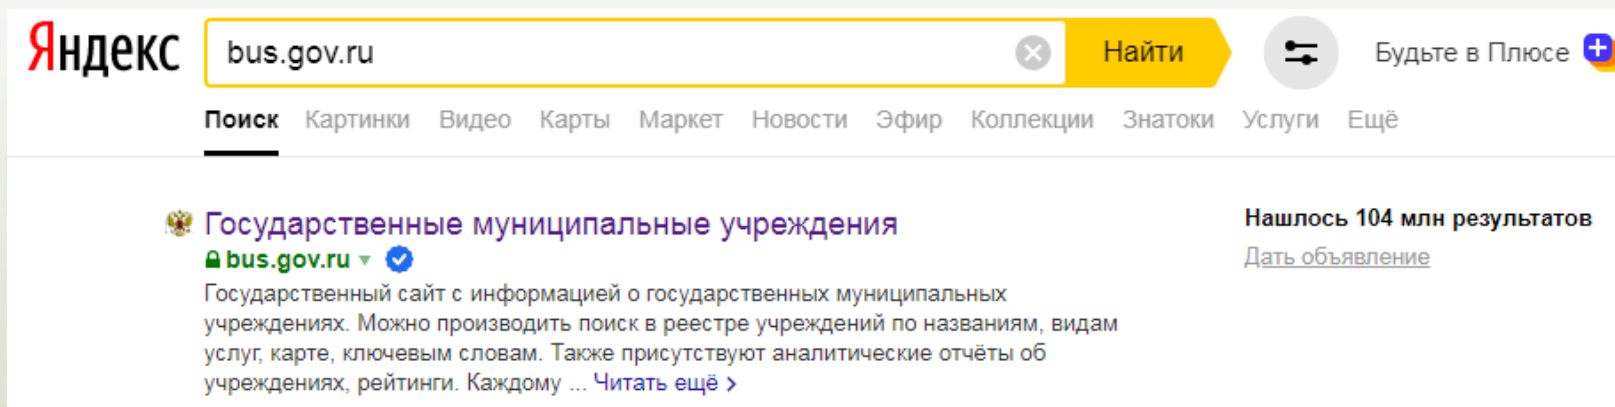 Яндекс bus.gov.ru Найти Будьте в Плюсе
Поиск Картинки Видео Карты Маркет Новости Эфир Коллекции Знатоки Услуги Ещё
Государственные муниципальные учреждения
bus.gov.ru
Государственный сайт с информацией о государственных муниципальных
учреждениях. Можно производить поиск в реестре учреждений по названиям, видам
услуг, карте, ключевым словам. Также присутствуют аналитические отчёты об
учреждениях, рейтинги. Каждому ... Читать ещё >
Нашлось 104 млн результатов
Дать объявление